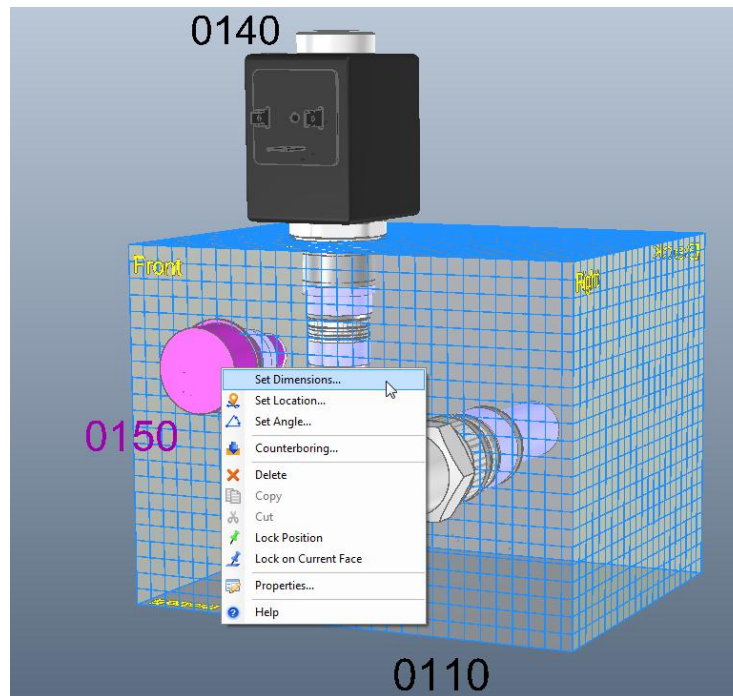 0140
Front
Right
0150
Set Dimensions...
Set Location...
Set Angle...
Counterboring...
Delete
Copy
Cut
Lock Position
Lock on Current Face
Properties...
Help
0110